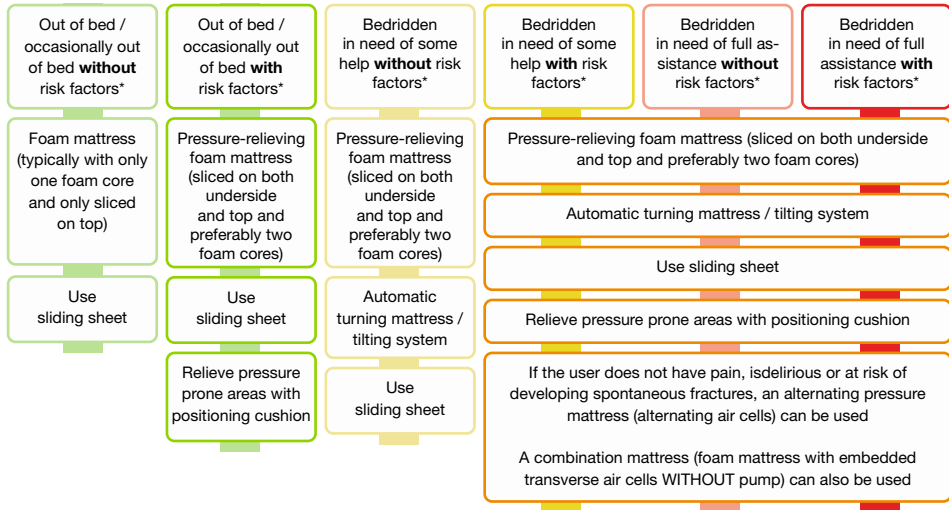 Out of bed /
occasionally out
of bed without
risk factors*
Out of bed /
occasionally out
of bed with
risk factors*
Bedridden
in need of some
help without risk
factors*
Bedridden
in need of some
help with risk
factors*
Bedridden
in need of full as-
sistance without
risk factors*
Bedridden
in need of full
assistance with
risk factors*
Foam mattress
(typically with only
one foam core
and only sliced
on top)
Use
sliding sheet
Pressure-relieving
foam mattress
(sliced on both
underside
and top and
preferably two
foam cores)
Use
sliding sheet
Relieve pressure
prone areas with
positioning cushion
Pressure-relieving
foam mattress
(sliced on both
underside
and top and
preferably two
foam cores)
Automatic
turning mattress /
tilting system
Use
sliding sheet
Pressure-relieving foam mattress (sliced on both underside
and top and preferably two foam cores)
Automatic turning mattress / tilting system
Use sliding sheet
Relieve pressure prone areas with positioning cushion
If the user does not have pain, isdelirious or at risk of
developing spontaneous fractures, an alternating pressure
mattress (alternating air cells) can be used
A combination mattress (foam mattress with embedded
transverse air cells WITHOUT pump) can also be used